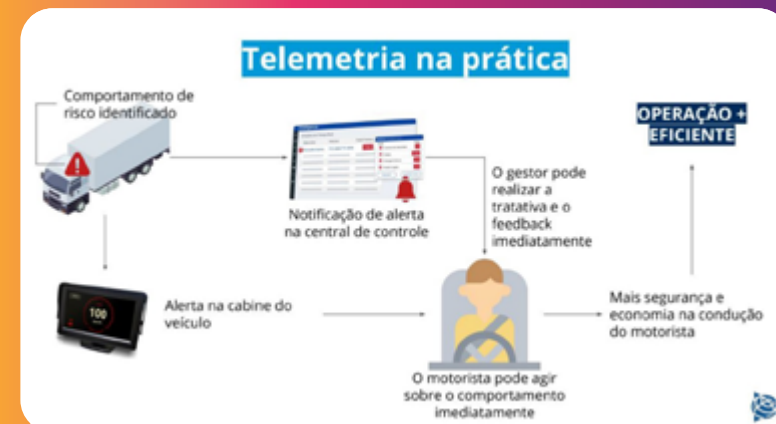 Telemetria na prática
Comportamento de
risco identificado
OPERAÇÃO +
EFICIENTE
Notificação de alerta
na central de controle
O gestor pode
realizar a
tratativa e o
feedback
imediatamente
100
Alerta na cabine do
veículo
Mais segurança e
economia na condução
do motorista
O motorista pode agir
sobre o comportamento
imediatamente